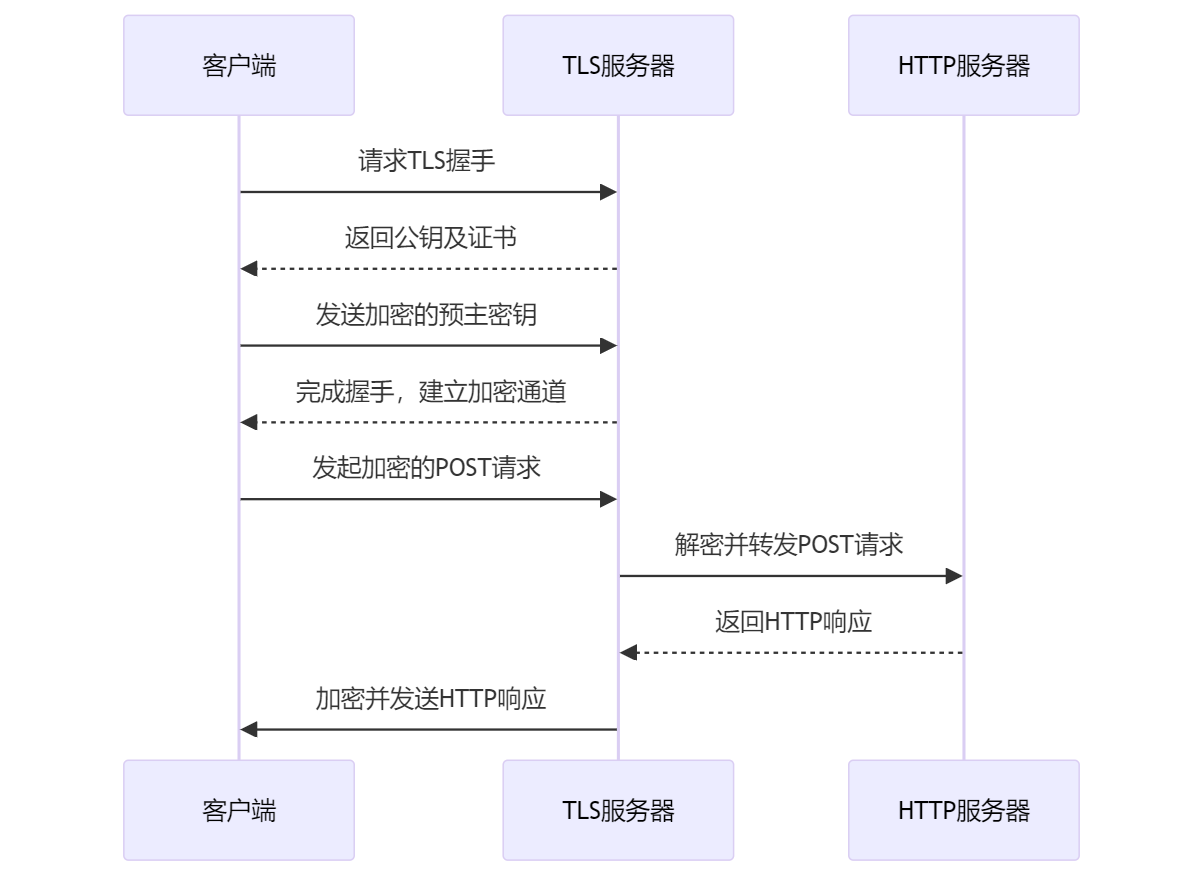 客户端
TLS服务器
HTTP服务器
请求TLS握手
返回公钥及证书
发送加密的预主密钥
完成握手，建立加密通道
发起加密的POST请求
解密并转发POST请求
返回HTTP响应
加密并发送HTTP响应
客户端
TLS服务器
HTTP服务器